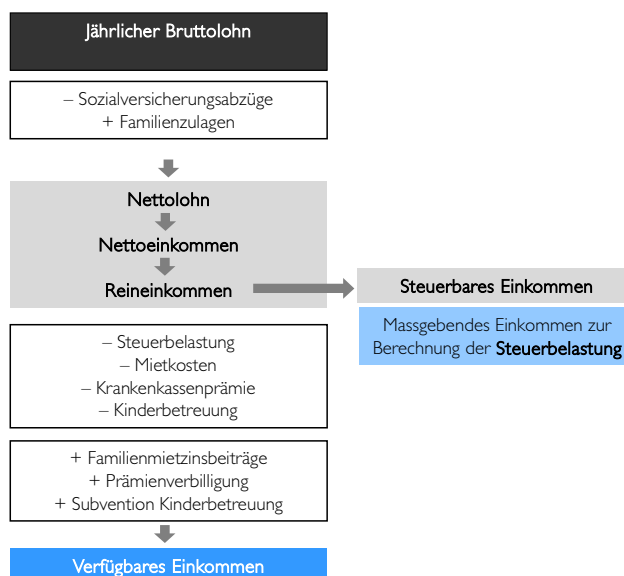 Jährlicher Bruttolohn
– Sozialversicherungsabzüge
+ Familienzulagen
Nettolohn
Nettoeinkommen
Reineinkommen
Steuerbares Einkommen
Massgebendes Einkommen zur
Berechnung der Steuerbelastung
– Steuerbelastung
– Mietkosten
– Krankenkassenprämie
– Kinderbetreuung
+ Familienmietzinsbeiträge
+ Prämienverbilligung
+ Subvention Kinderbetreuung
Verfügbares Einkommen